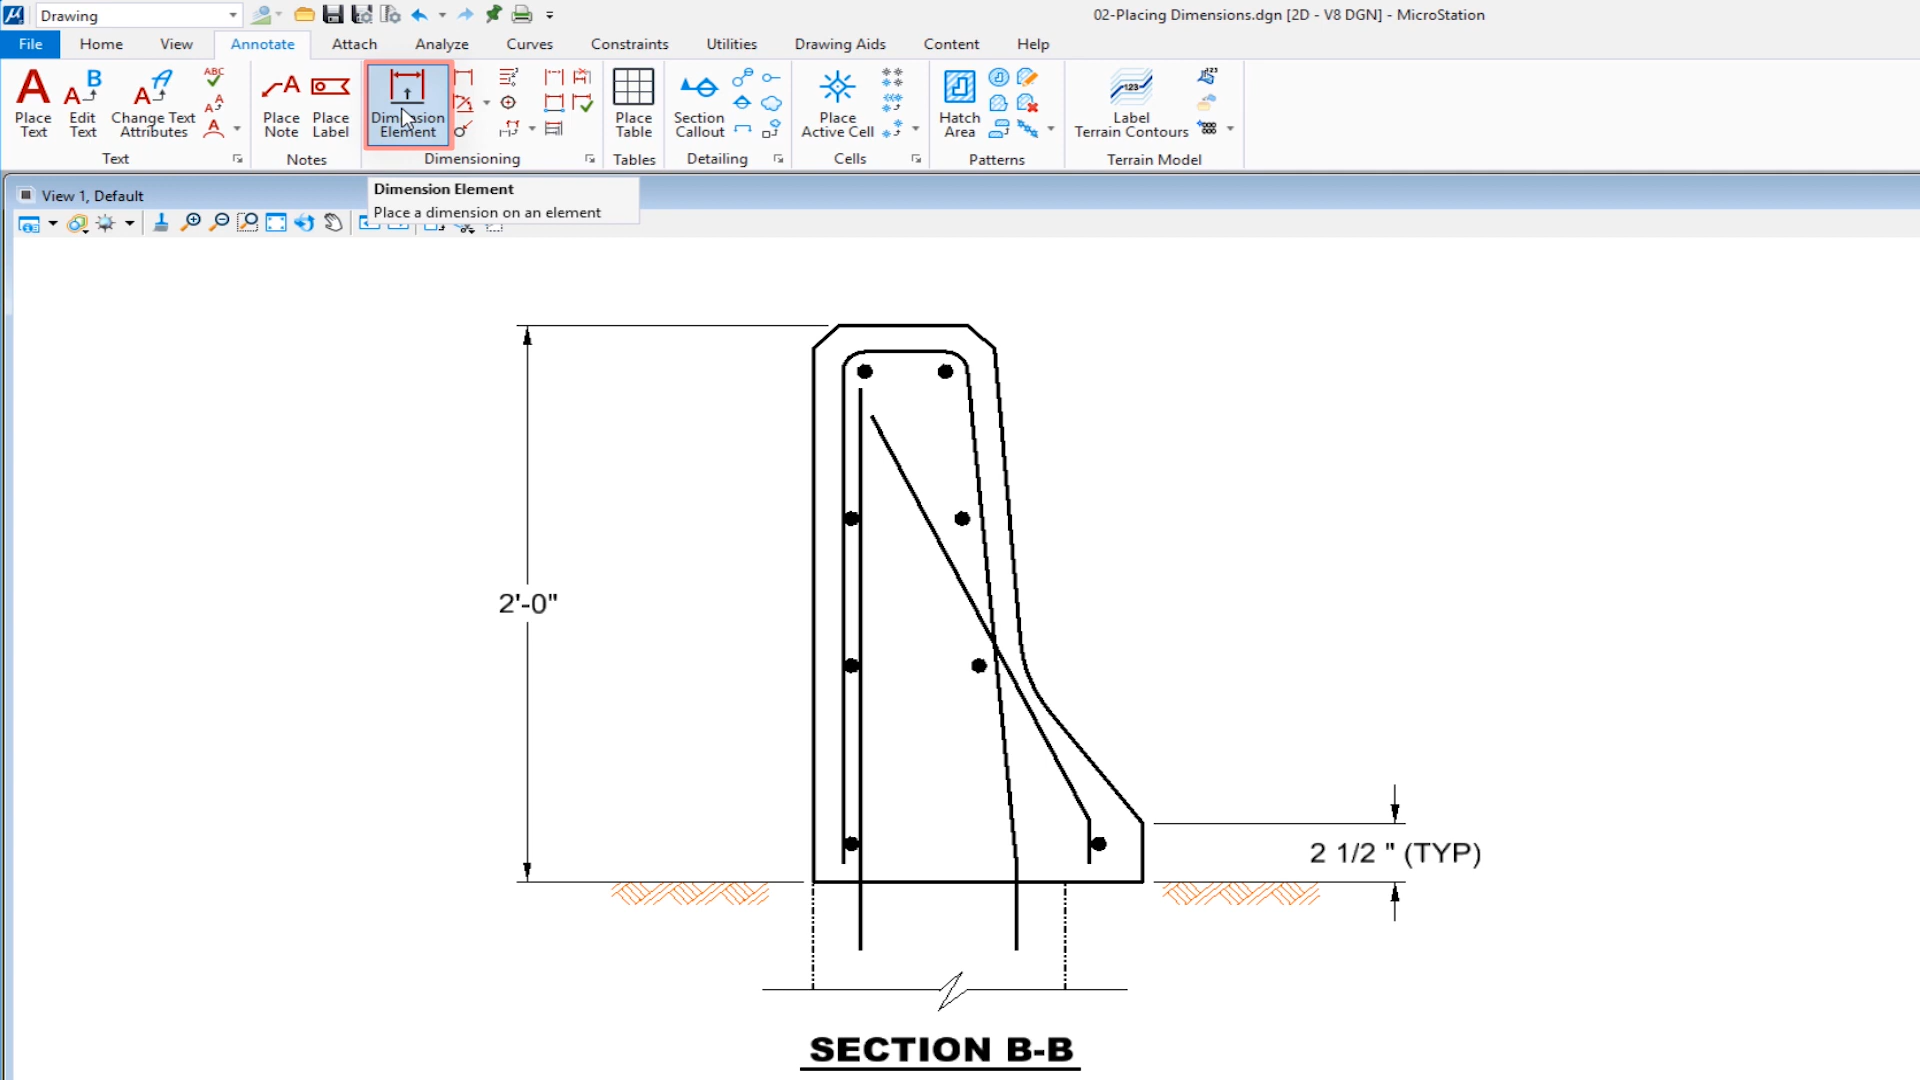 Drawing
02-Placing Dimensions.dgn [2D - V8 DGN] - MicroStation
File Home View Annotate Attach Analyze Curves Constraints Utilities Drawing Aids Content Help
Place Text
Edit Text
Change Text Attributes
ABC
Text
Place Note
Place Label
Notes
Dimension Element
Dimensioning
Place Table
Tables
Section Callout
Detailing
Place Active Cell
Cells
Hatch Area
Patterns
123
Label Terrain Contours
123
Terrain Model
View 1, Default
Dimension Element
Place a dimension on an element
2'-0"
2 1/2 " (TYP)
SECTION B-B